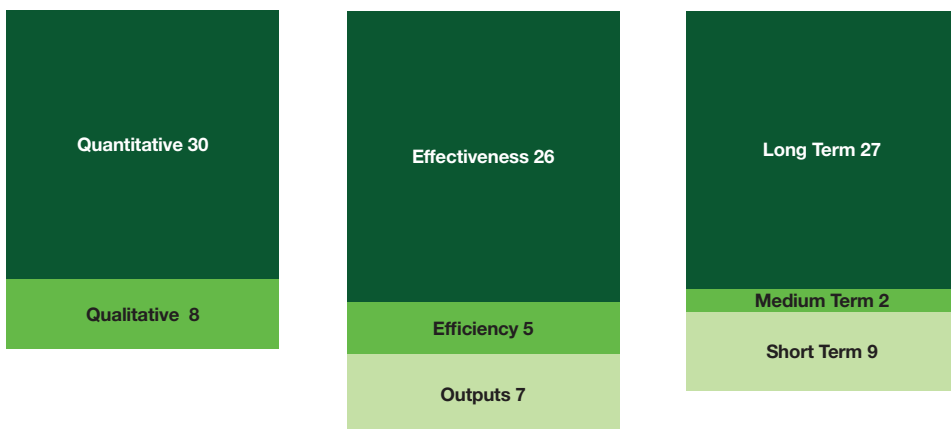 Quantitative 30
Qualitative 8
Effectiveness 26
Efficiency 5
Outputs 7
Long Term 27
Medium Term 2
Short Term 9